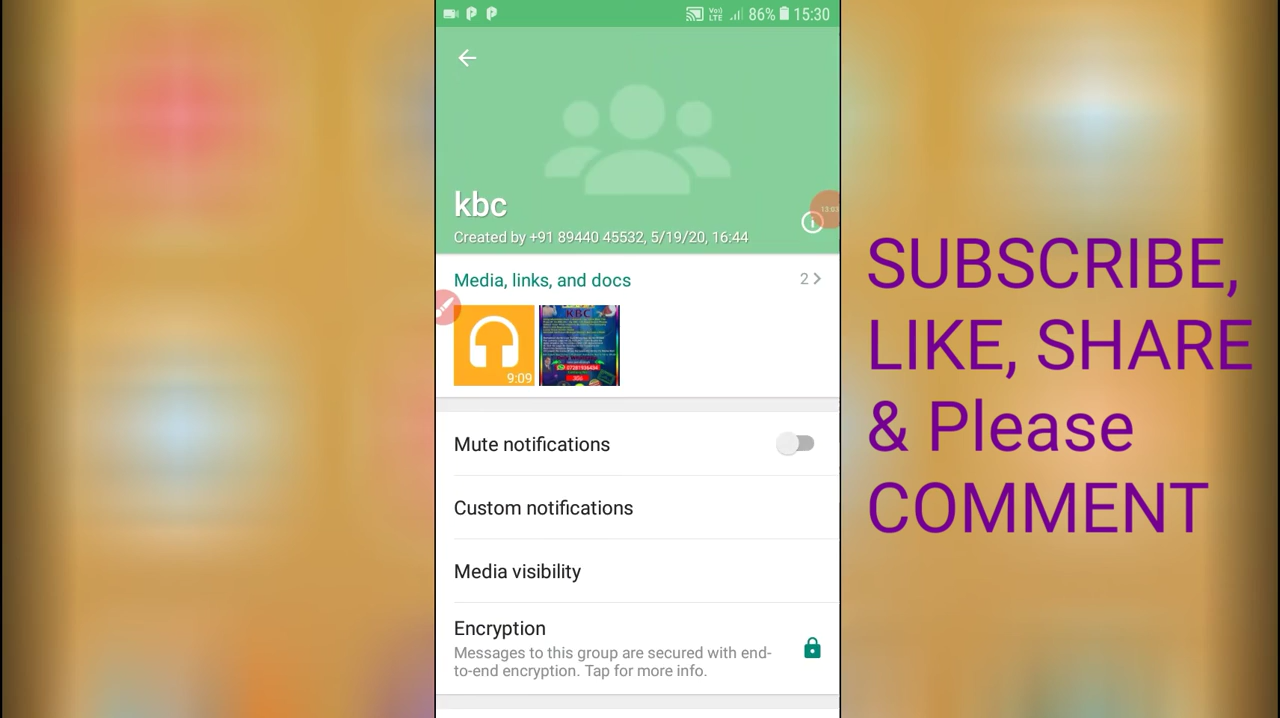 86% 15:30
kbc
Created by +91 89440 45532, 5/19/20, 16:44
Media, links, and docs
2
9:09
KBC
Mute notifications
Custom notifications
Media visibility
Encryption
Messages to this group are secured with end-
to-end encryption. Tap for more info.
SUBSCRIBE,
LIKE, SHARE
& Please
COMMENT